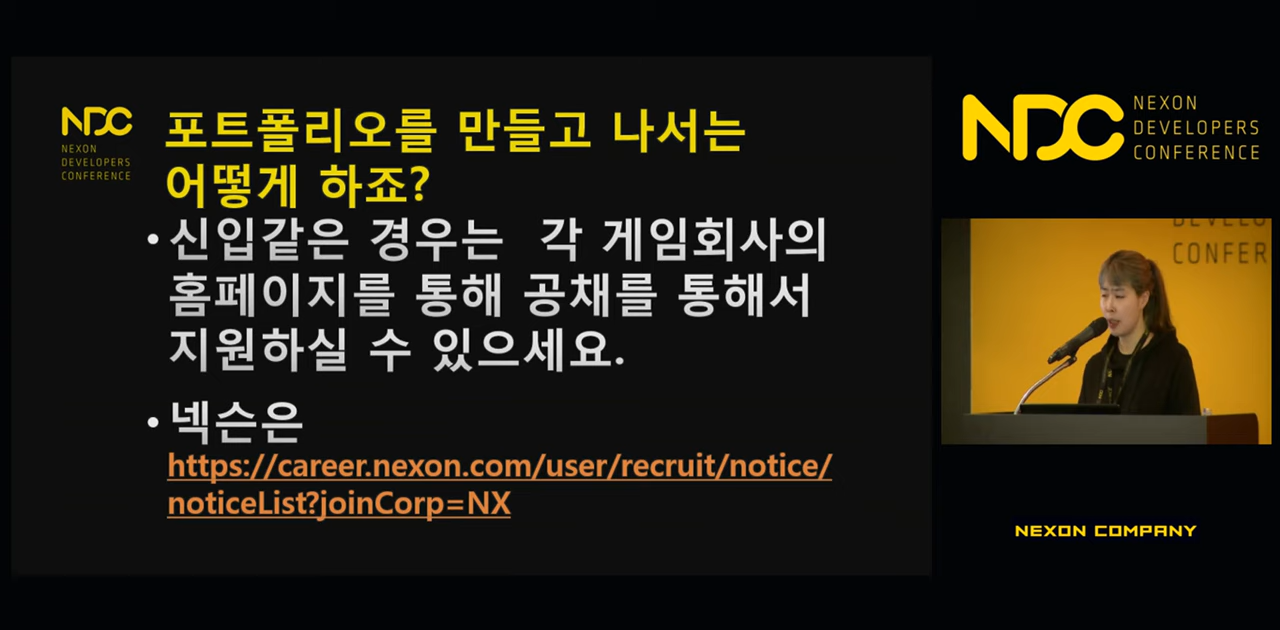 NDC
NEXON
DEVELOPERS
CONFERENCE
포트폴리오를 만들고 나서는
어떻게 하죠?
• 신입같은 경우는 각 게임회사의
홈페이지를 통해 공채를 통해서
지원하실 수 있으세요.
• 넥슨은
https://career.nexon.com/user/recruit/notice/
noticeList?joinCorp=NX
NDC
NEXON
DEVELOPERS
CONFERENCE
CONFER
NEXON COMPANY